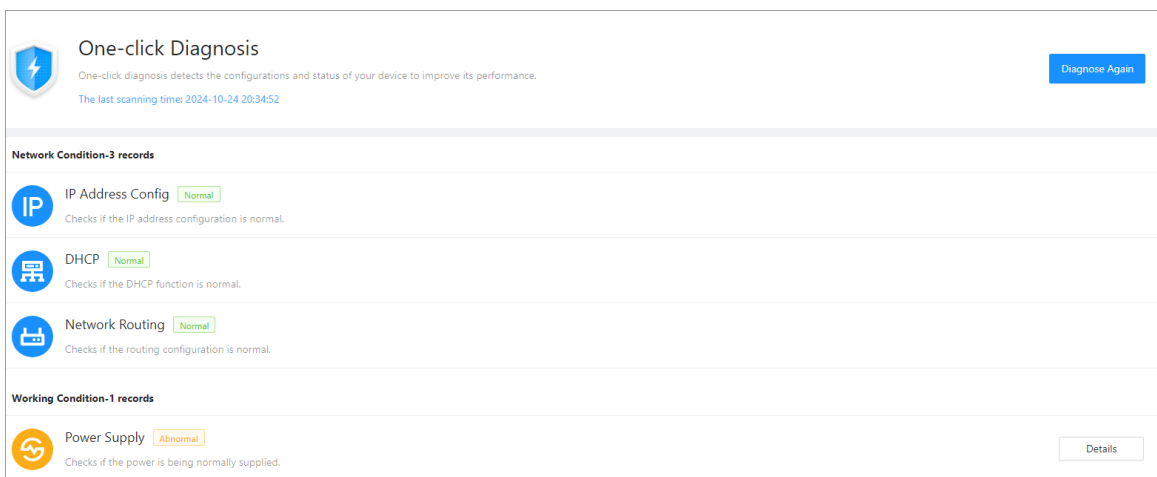 One-click Diagnosis
One-click diagnosis detects the configurations and status of your device to improve its performance.
Diagnose Again
The last scanning time: 2024-10-24 20:34:52
Network Condition-3 records
IP
IP Address Config Normal
Checks if the IP address configuration is normal.
DHCP Normal
Checks if the DHCP function is normal.
Network Routing Normal
Checks if the routing configuration is normal.
Working Condition-1 records
Power Supply Abnormal
Details
Checks if the power is being normally supplied.